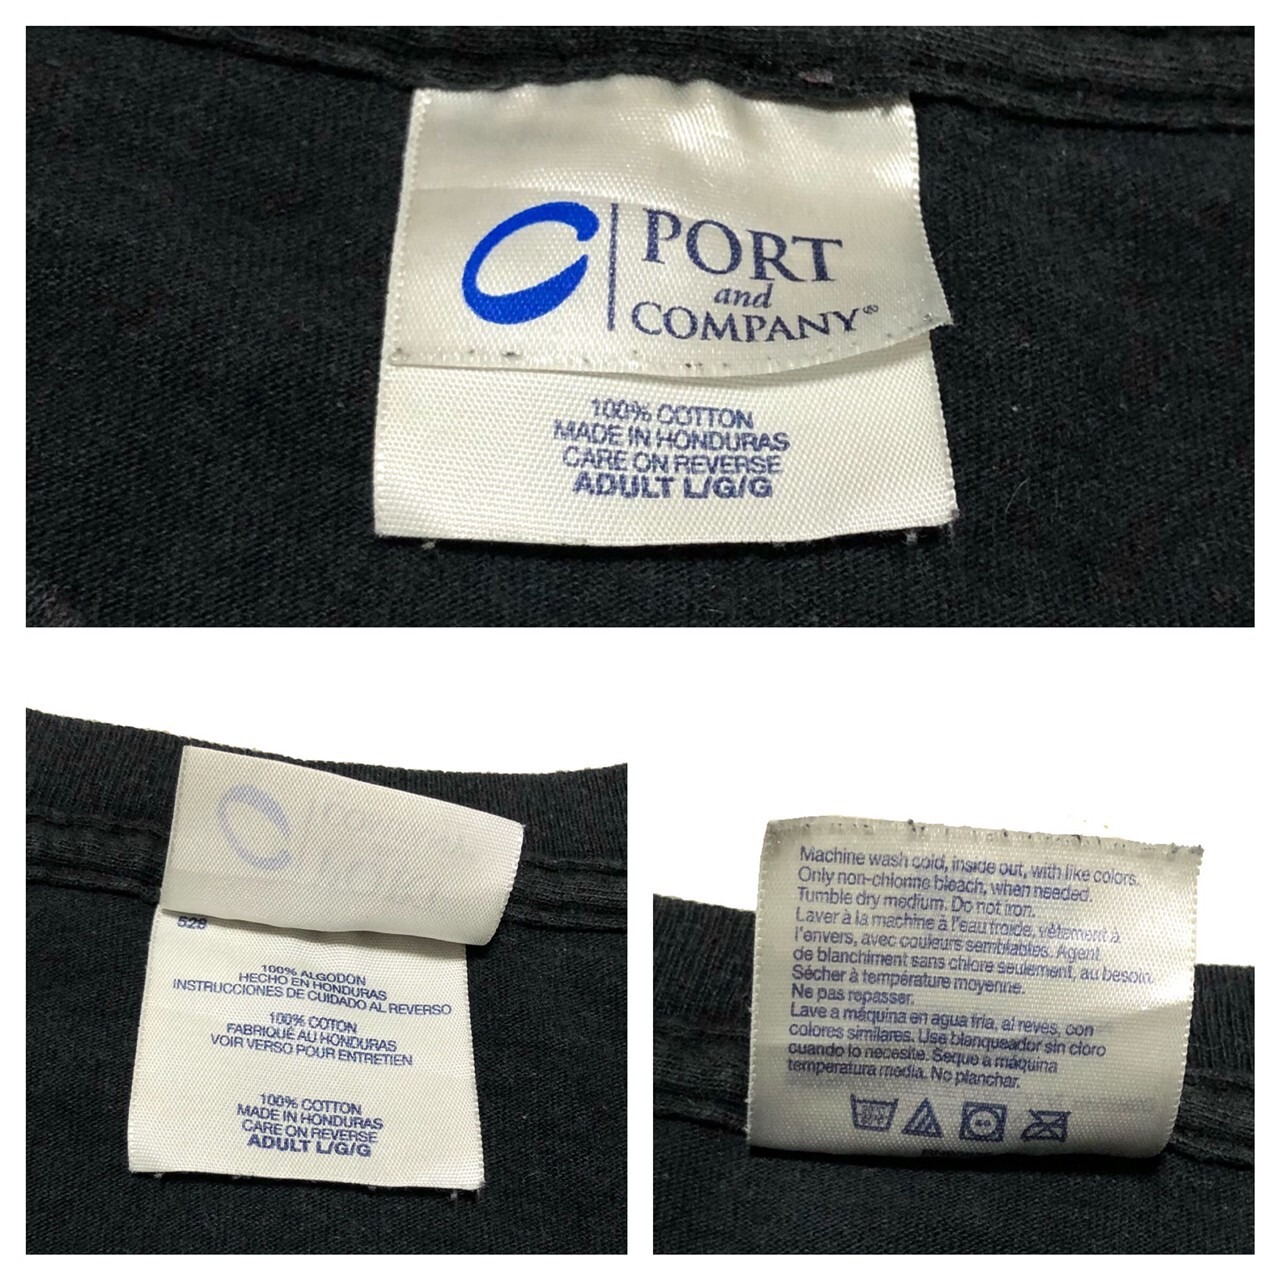 PORT
and
COMPANY®
100% COTTON
MADE IN HONDURAS
CARE ON REVERSE
ADULT L/G/G
528
100% ALGODON
HECHO EN HONDURAS
INSTRUCCIONES DE CUIDADO AL REVERSO
100% COTON
FABRIQUÉ AU HONDURAS
VOIR VERSO POUR ENTRETIEN
100% COTTON
MADE IN HONDURAS
CARE ON REVERSE
ADULT L/G/G
Machine wash cold, inside out, with like colors.
Only non-chlorine bleach, when needed.
Tumble dry medium. Do not iron.
Laver à la machine à l'eau froide, vêtement à
l'envers, avec couleurs semblables. Agent
de blanchiment sans chlore seulement, au besoin.
Sécher à température moyenne.
Ne pas repasser.
Lave a máquina en agua fria, al reves, con
colores similares. Use blanqueador sin cloro
cuando lo necesite. Seque a máquina
temperatura media. No planchar.